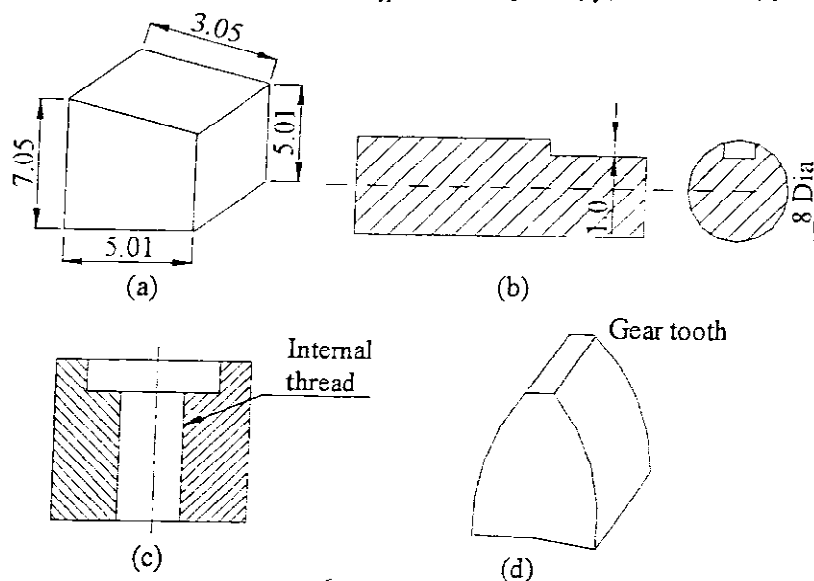 3.05
7.05
5.01
5.01
(a)
1.0
8 Dia
(b)
Internal
thread
(c)
Gear tooth
(d)